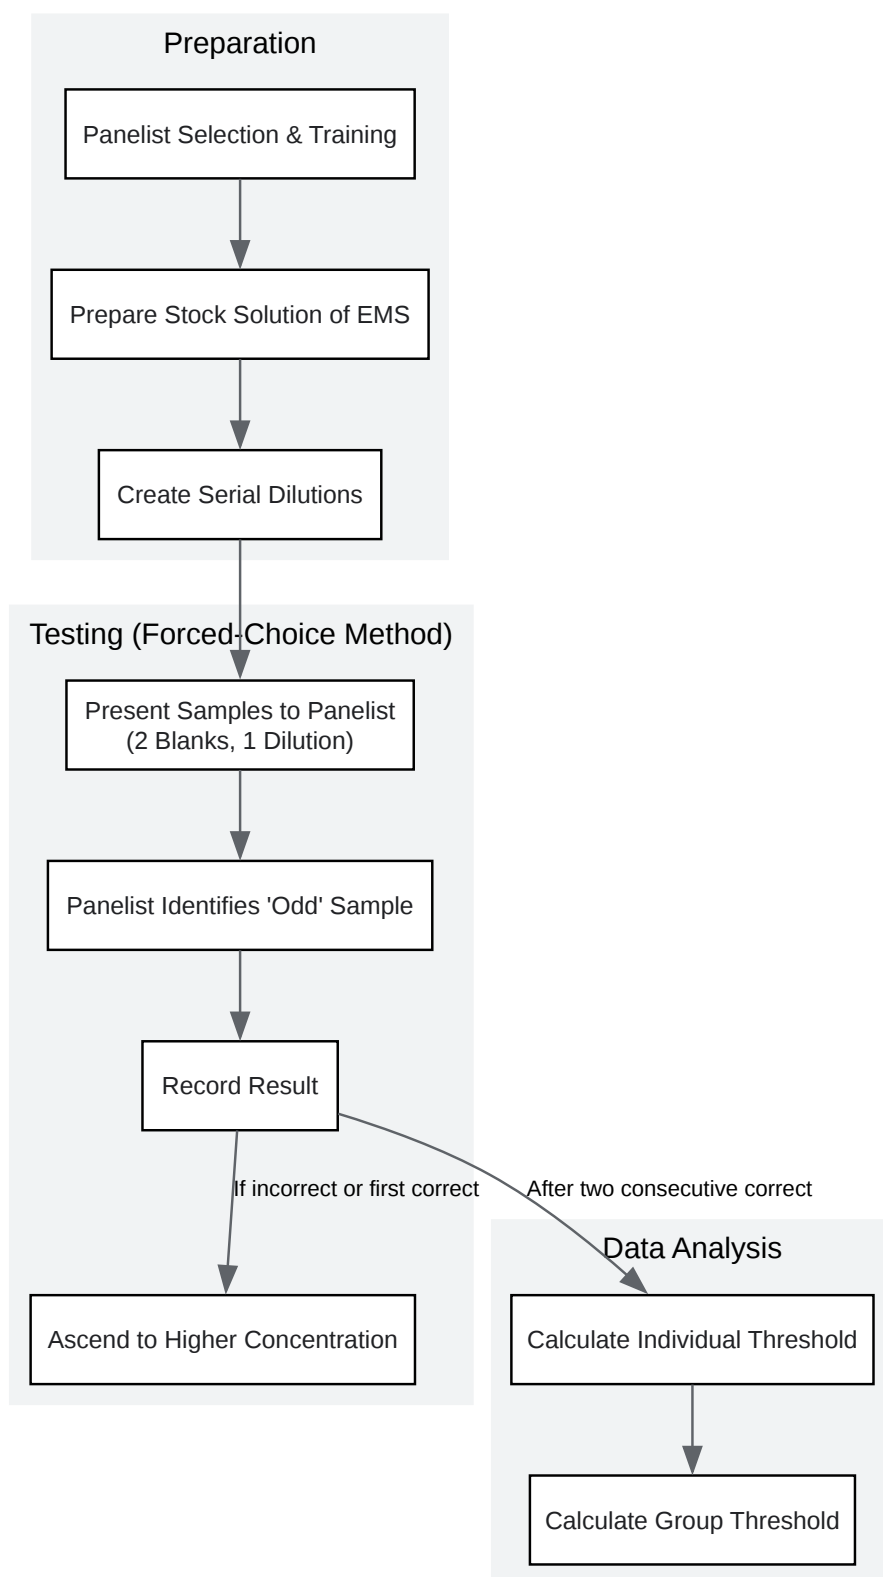 Preparation
Panelist Selection & Training
Prepare Stock Solution of EMS
Create Serial Dilutions
Testing (Forced-Choice Method)
Present Samples to Panelist
(2 Blanks, 1 Dilution)
Panelist Identifies 'Odd' Sample
Record Result
If incorrect or first correct
After two consecutive correct
Data Analysis
Ascend to Higher Concentration
Calculate Individual Threshold
Calculate Group Threshold